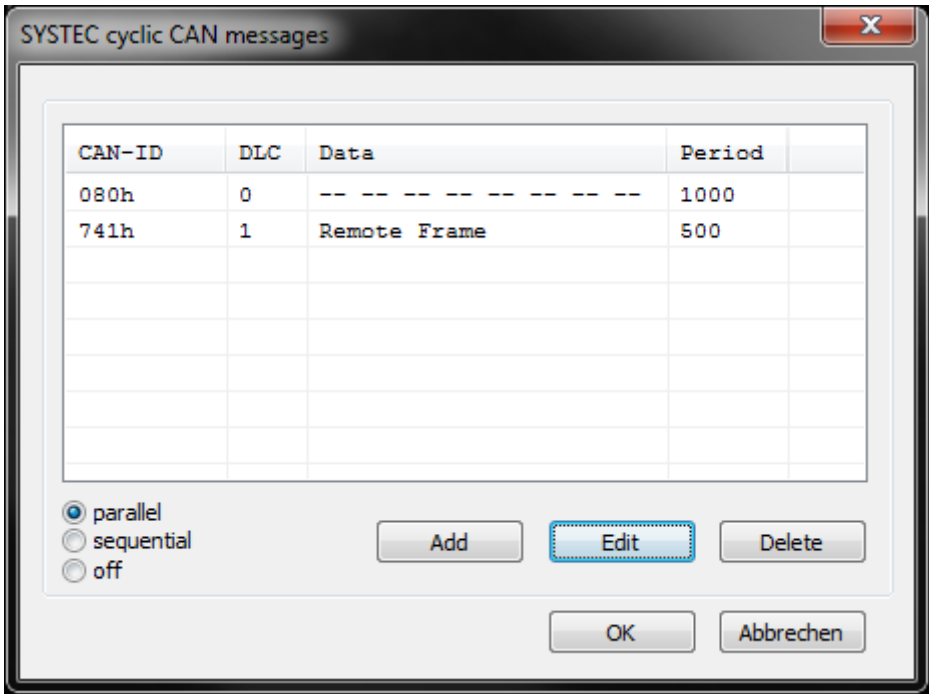 SYSTEC cyclic CAN messages
CAN-ID DLC Data Period
080h 0 -- -- -- -- -- -- -- -- 1000
741h 1 Remote Frame 500
parallel
sequential
off
Add Edit Delete
OK Abbrechen